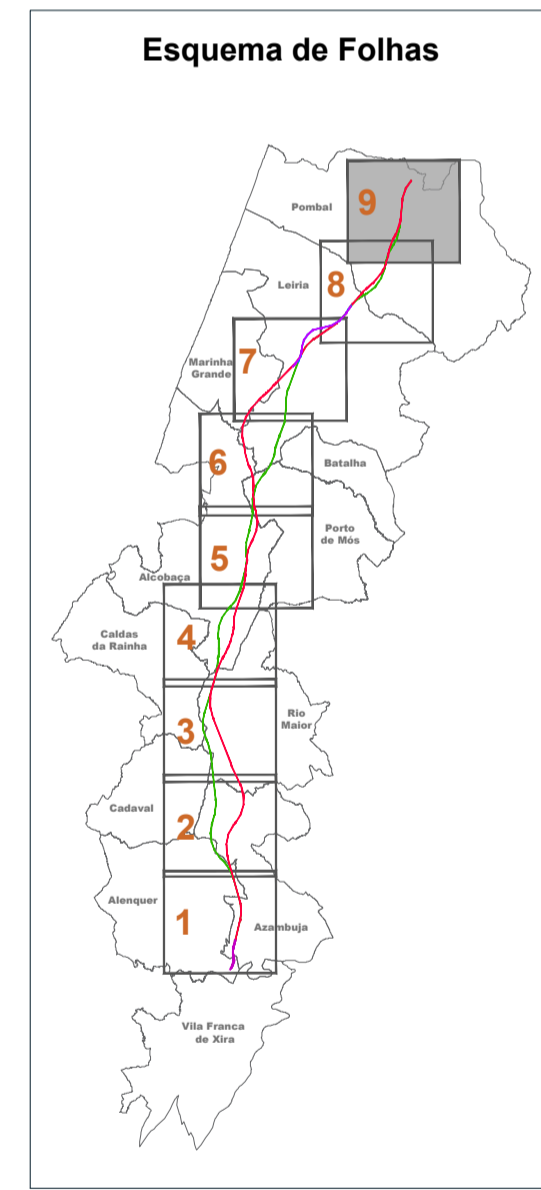 Esquema de Folhas
9
Pombal
8
Leiria
7
Marinha
Grande
6
Batalha
Porto
de Mós
5
Alcobaça
4
Caldas
da Rainha
3
Rio
Maior
2
Cadaval
1
Alenquer
Azambuja
Vila Franca
de Xira